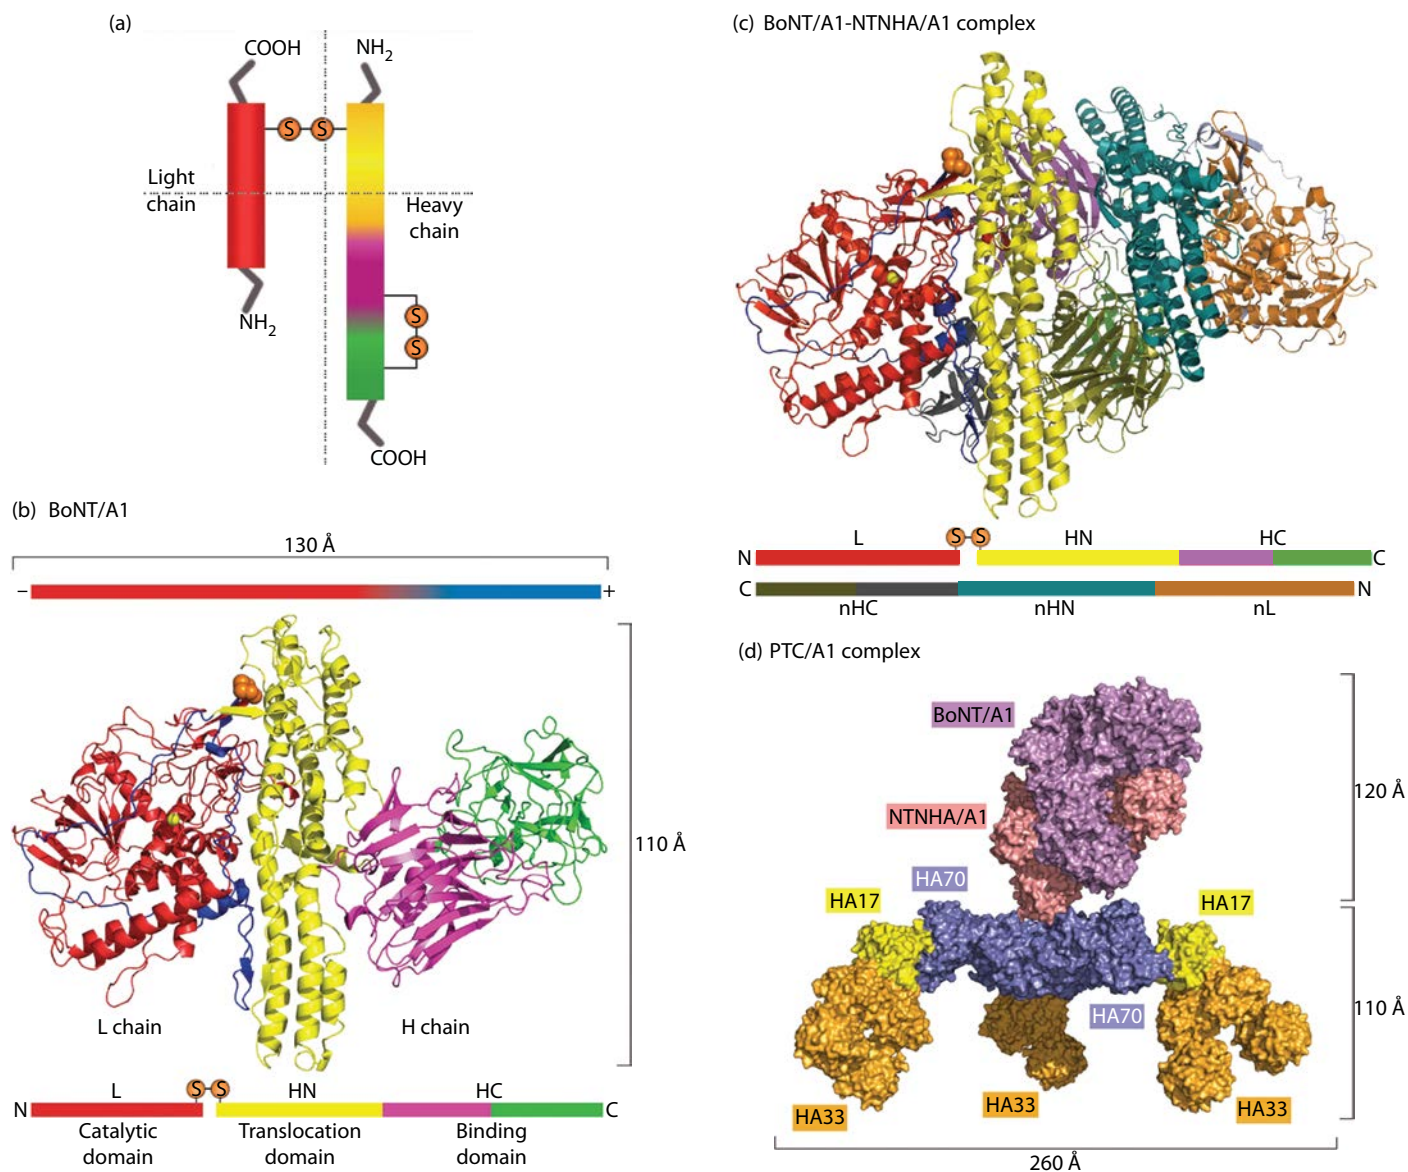 (a)
COOH
NH2
S
S
Light
chain
Heavy
chain
S
S
NH2
COOH
(b) BoNT/A1
130 Å
– +
110 Å
L chain
H chain
L S S HN HC
N C
Catalytic
domain
Translocation
domain
Binding
domain
(c) BoNT/A1-NTNHA/A1 complex
L S S HN HC
N C
C N
nHC nHN nL
(d) PTC/A1 complex
BoNT/A1
120 Å
NTNHA/A1
HA70
HA17
HA17
110 Å
HA70
HA33
HA33
HA33
260 Å